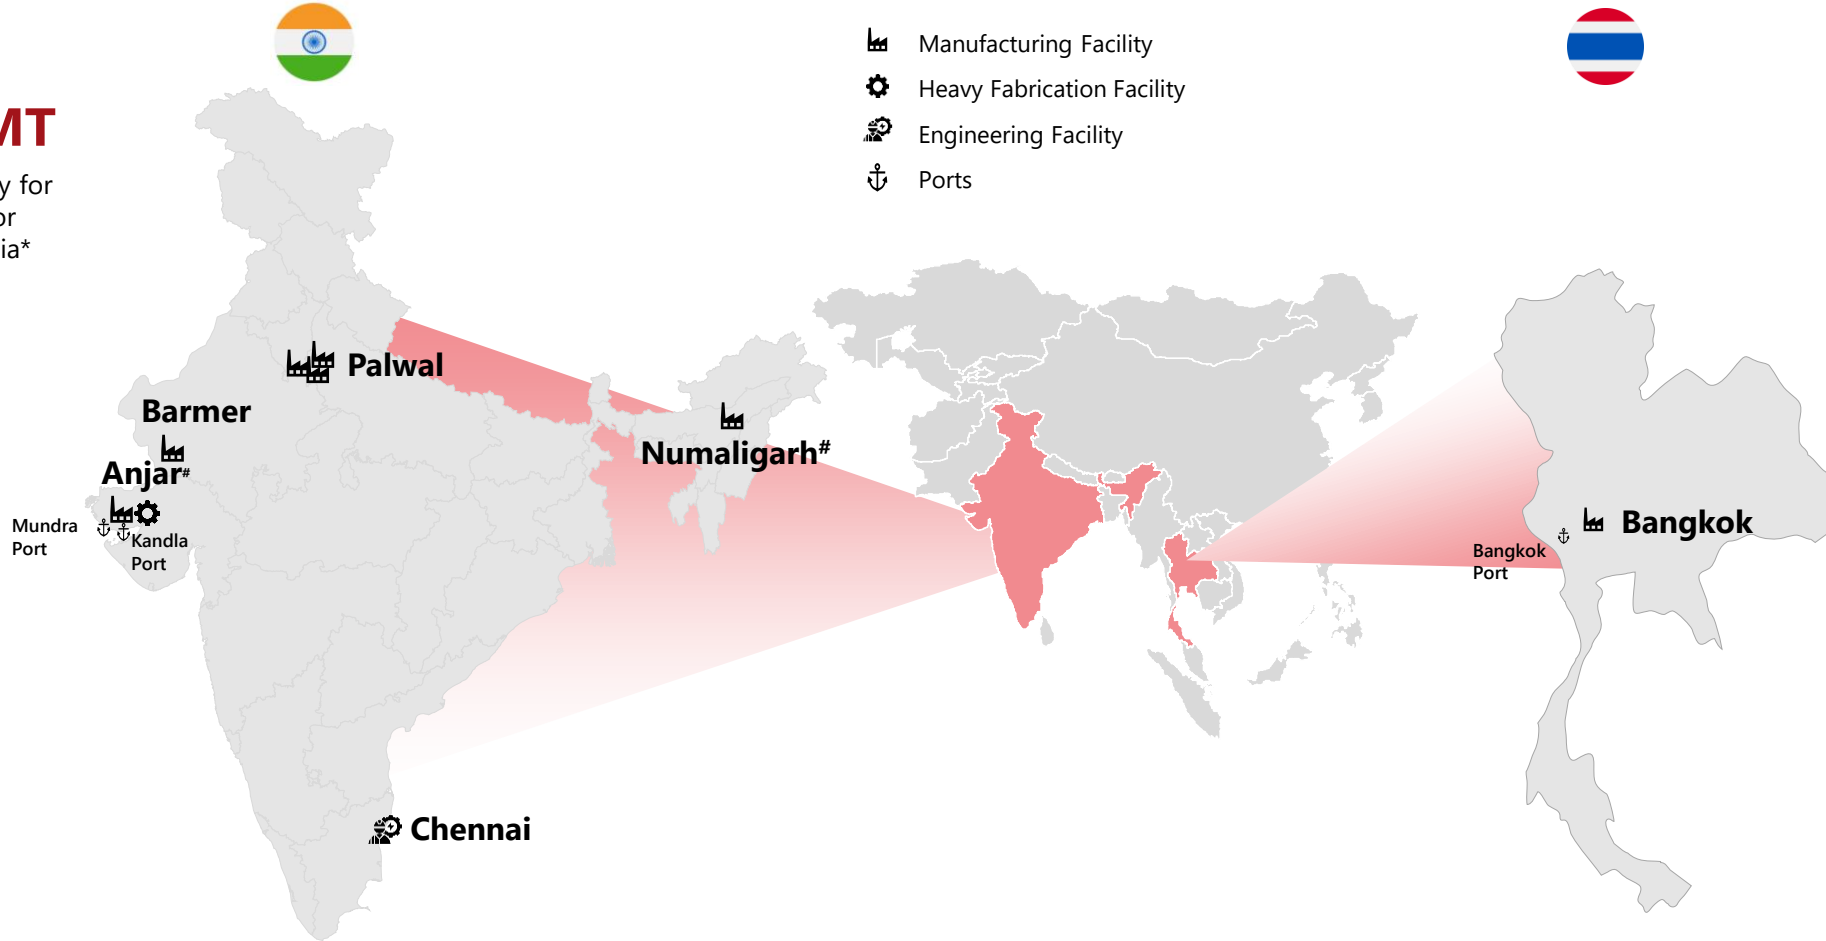 MT
y for
or
ia*
Manufacturing Facility
Heavy Fabrication Facility
Engineering Facility
Ports
Palwal
Barmer
Anjar#
Mundra
Port
Kandla
Port
Numaligarh#
Chennai
Bangkok
Bangkok
Port